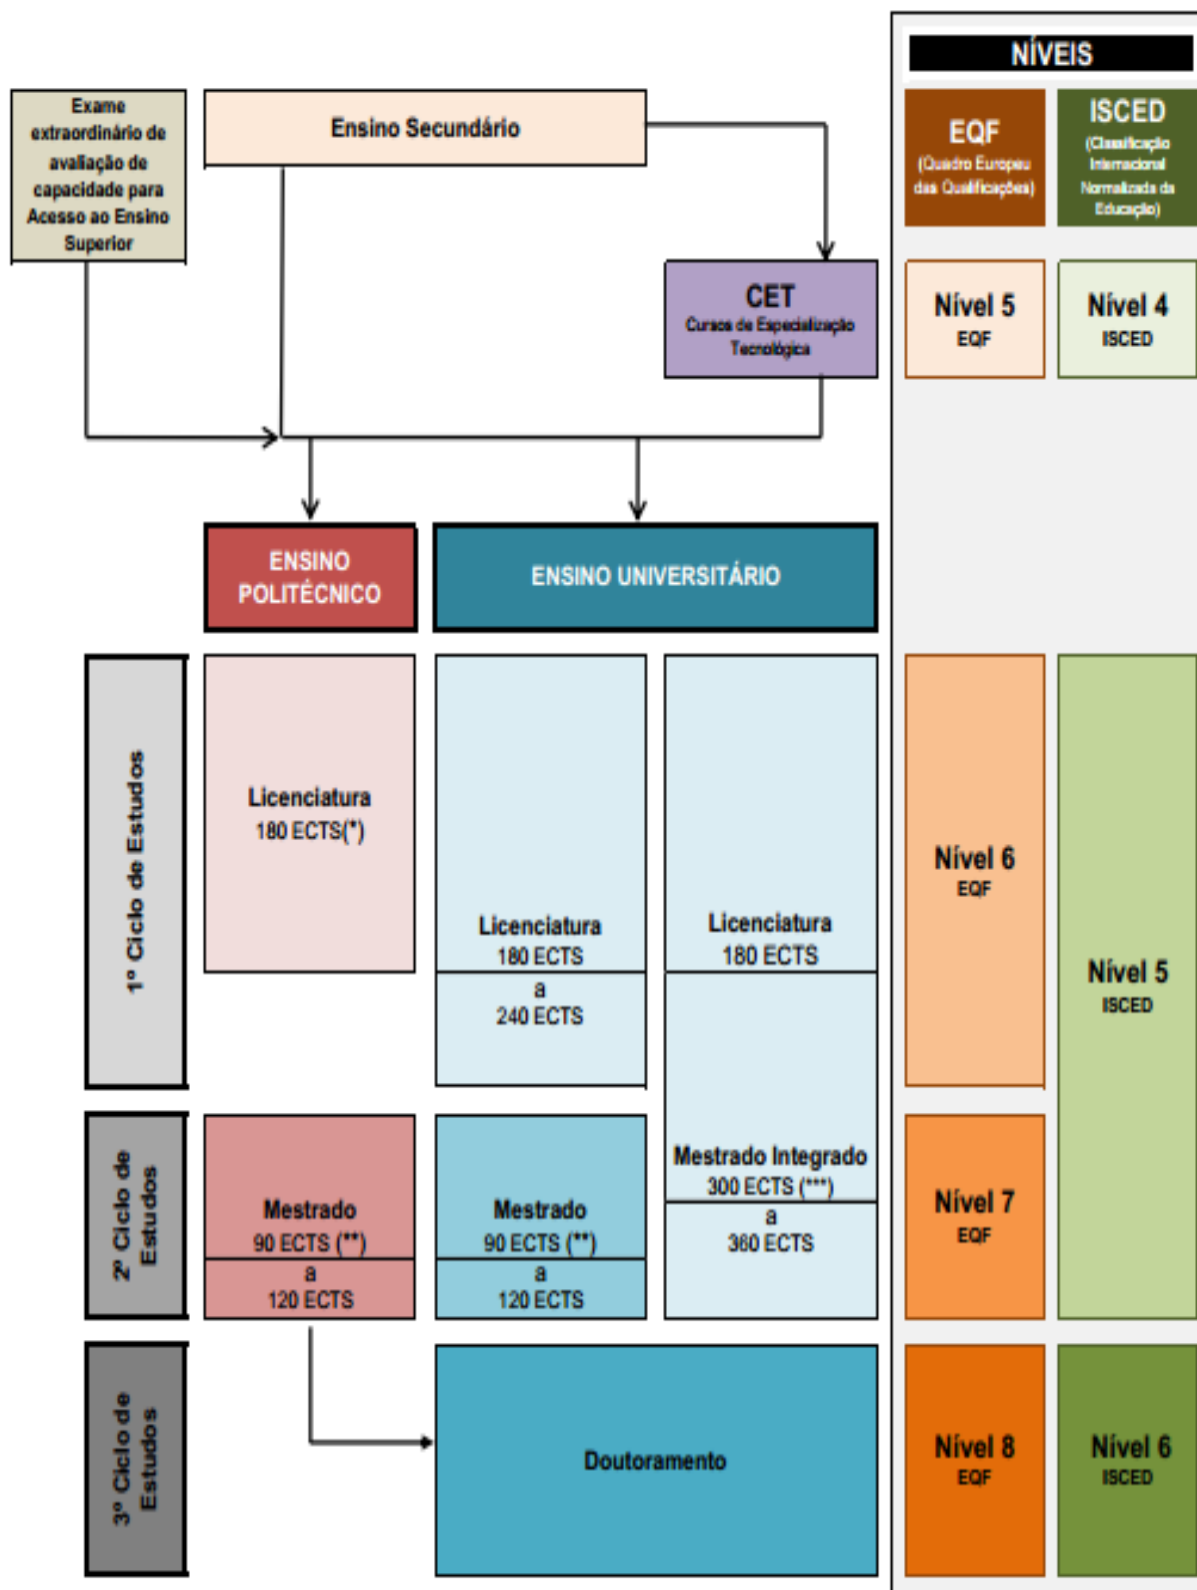 NÍVEIS
Exame
extraordinário de
avaliação de
capacidade para
Acesso ao Ensino
Superior
Ensino Secundário
EQF
(Quadro Europeu
das Qualificações)
ISCED
(Classificação
Internacional
Normalizada da
Educação)
CET
Cursos de Especialização
Tecnológica
Nível 5
EQF
Nível 4
ISCED
ENSINO
POLITÉCNICO
ENSINO UNIVERSITÁRIO
1º Ciclo de Estudos
Licenciatura
180 ECTS(*)
Licenciatura
180 ECTS
a
240 ECTS
Licenciatura
180 ECTS
Nível 6
EQF
Nível 5
ISCED
2º Ciclo de
Estudos
Mestrado
90 ECTS (**)
a
120 ECTS
Mestrado
90 ECTS (**)
a
120 ECTS
Mestrado Integrado
300 ECTS (***)
a
360 ECTS
Nível 7
EQF
3º Ciclo de
Estudos
Doutoramento
Nível 8
EQF
Nível 6
ISCED